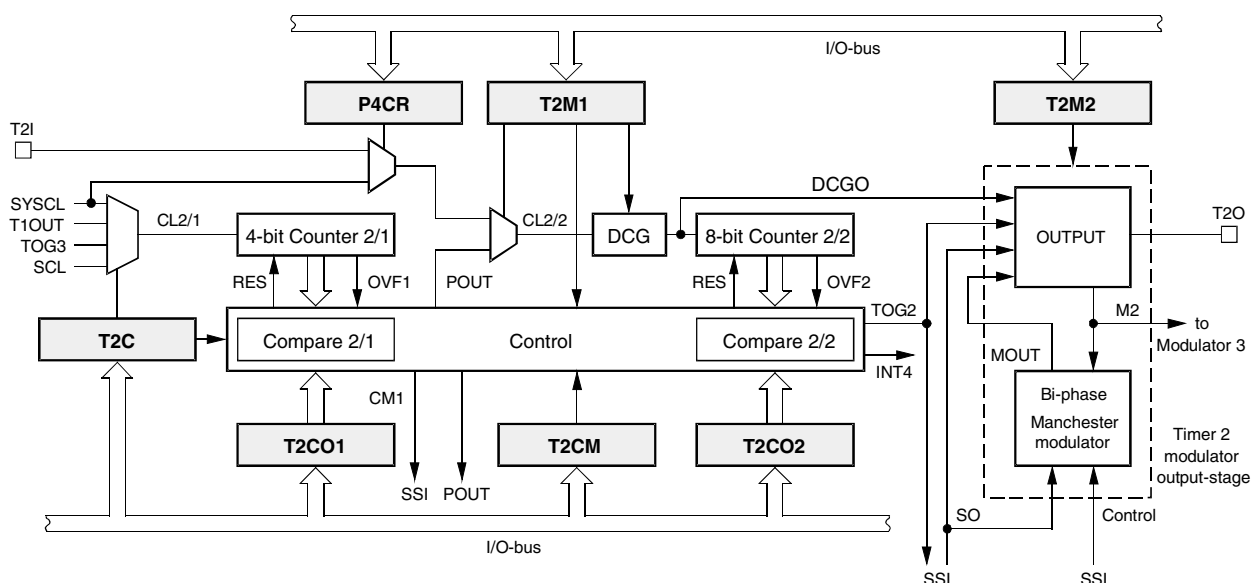 I/O-bus
P4CR
T2M1
T2M2
T2I
DCGO
SYSCL
T1OUT
TOG3
SCL
CL2/1
4-bit Counter 2/1
CL2/2
DCG
8-bit Counter 2/2
OUTPUT
T2O
RES
OVF1
POUT
RES
OVF2
TOG2
M2
to
Modulator 3
T2C
Compare 2/1
Control
Compare 2/2
INT4
MOUT
CM1
Bi-phase
Manchester
modulator
T2CO1
T2CM
T2CO2
Timer 2
modulator
output-stage
SSI
POUT
SO
Control
I/O-bus
SSI
SSI